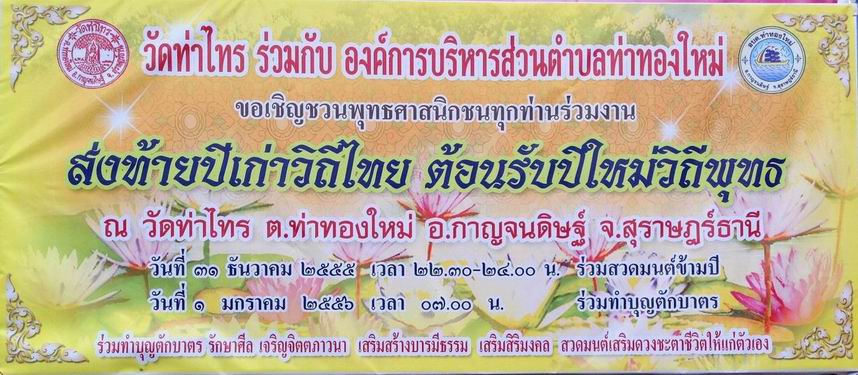 วัดท่าไทร ร่วมกับ องค์การบริหารส่วนตำบลท่าทองใหม่
ขอเชิญชวนพุทธศาสนิกชนทุกท่านร่วมงาน
ส่งท้ายปีเก่าวิถีไทย ต้อนรับปีใหม่วิถีพุทธ
ณ วัดท่าไทร ต.ท่าทองใหม่ อ.กาญจนดิษฐ์ จ.สุราษฎร์ธานี
วันที่ ๓๑ ธันวาคม ๒๕๕๕ เวลา ๒๒.๓๐-๒๔.๐๐ น. ร่วมสวดมนต์ข้ามปี
วันที่ ๑ มกราคม ๒๕๕๖ เวลา ๐๗.๐๐ น. ร่วมทำบุญตักบาตร
ร่วมทำบุญตักบาตร รักษาศีล เจริญจิตตภาวนา เสริมสร้างบารมีธรรม เสริมสิริมงคล สวดมนต์เสริมดวงชะตาชีวิตให้แก่ตัวเอง